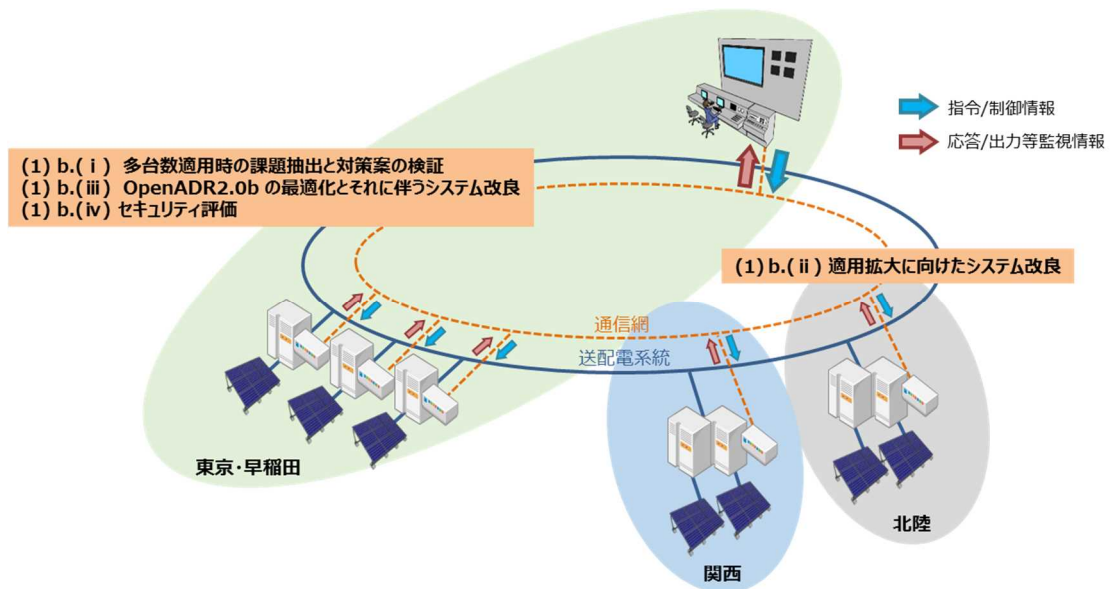 指令/制御情報
応答/出力等監視情報
(1) b.(ⅰ) 多台数適用時の課題抽出と対策案の検証
(1) b.(ⅲ) OpenADR2.0b の最適化とそれに伴うシステム改良
(1) b.(ⅳ) セキュリティ評価
(1) b.(ⅱ) 適用拡大に向けたシステム改良
通信網
送配電系統
東京・早稲田
関西
北陸